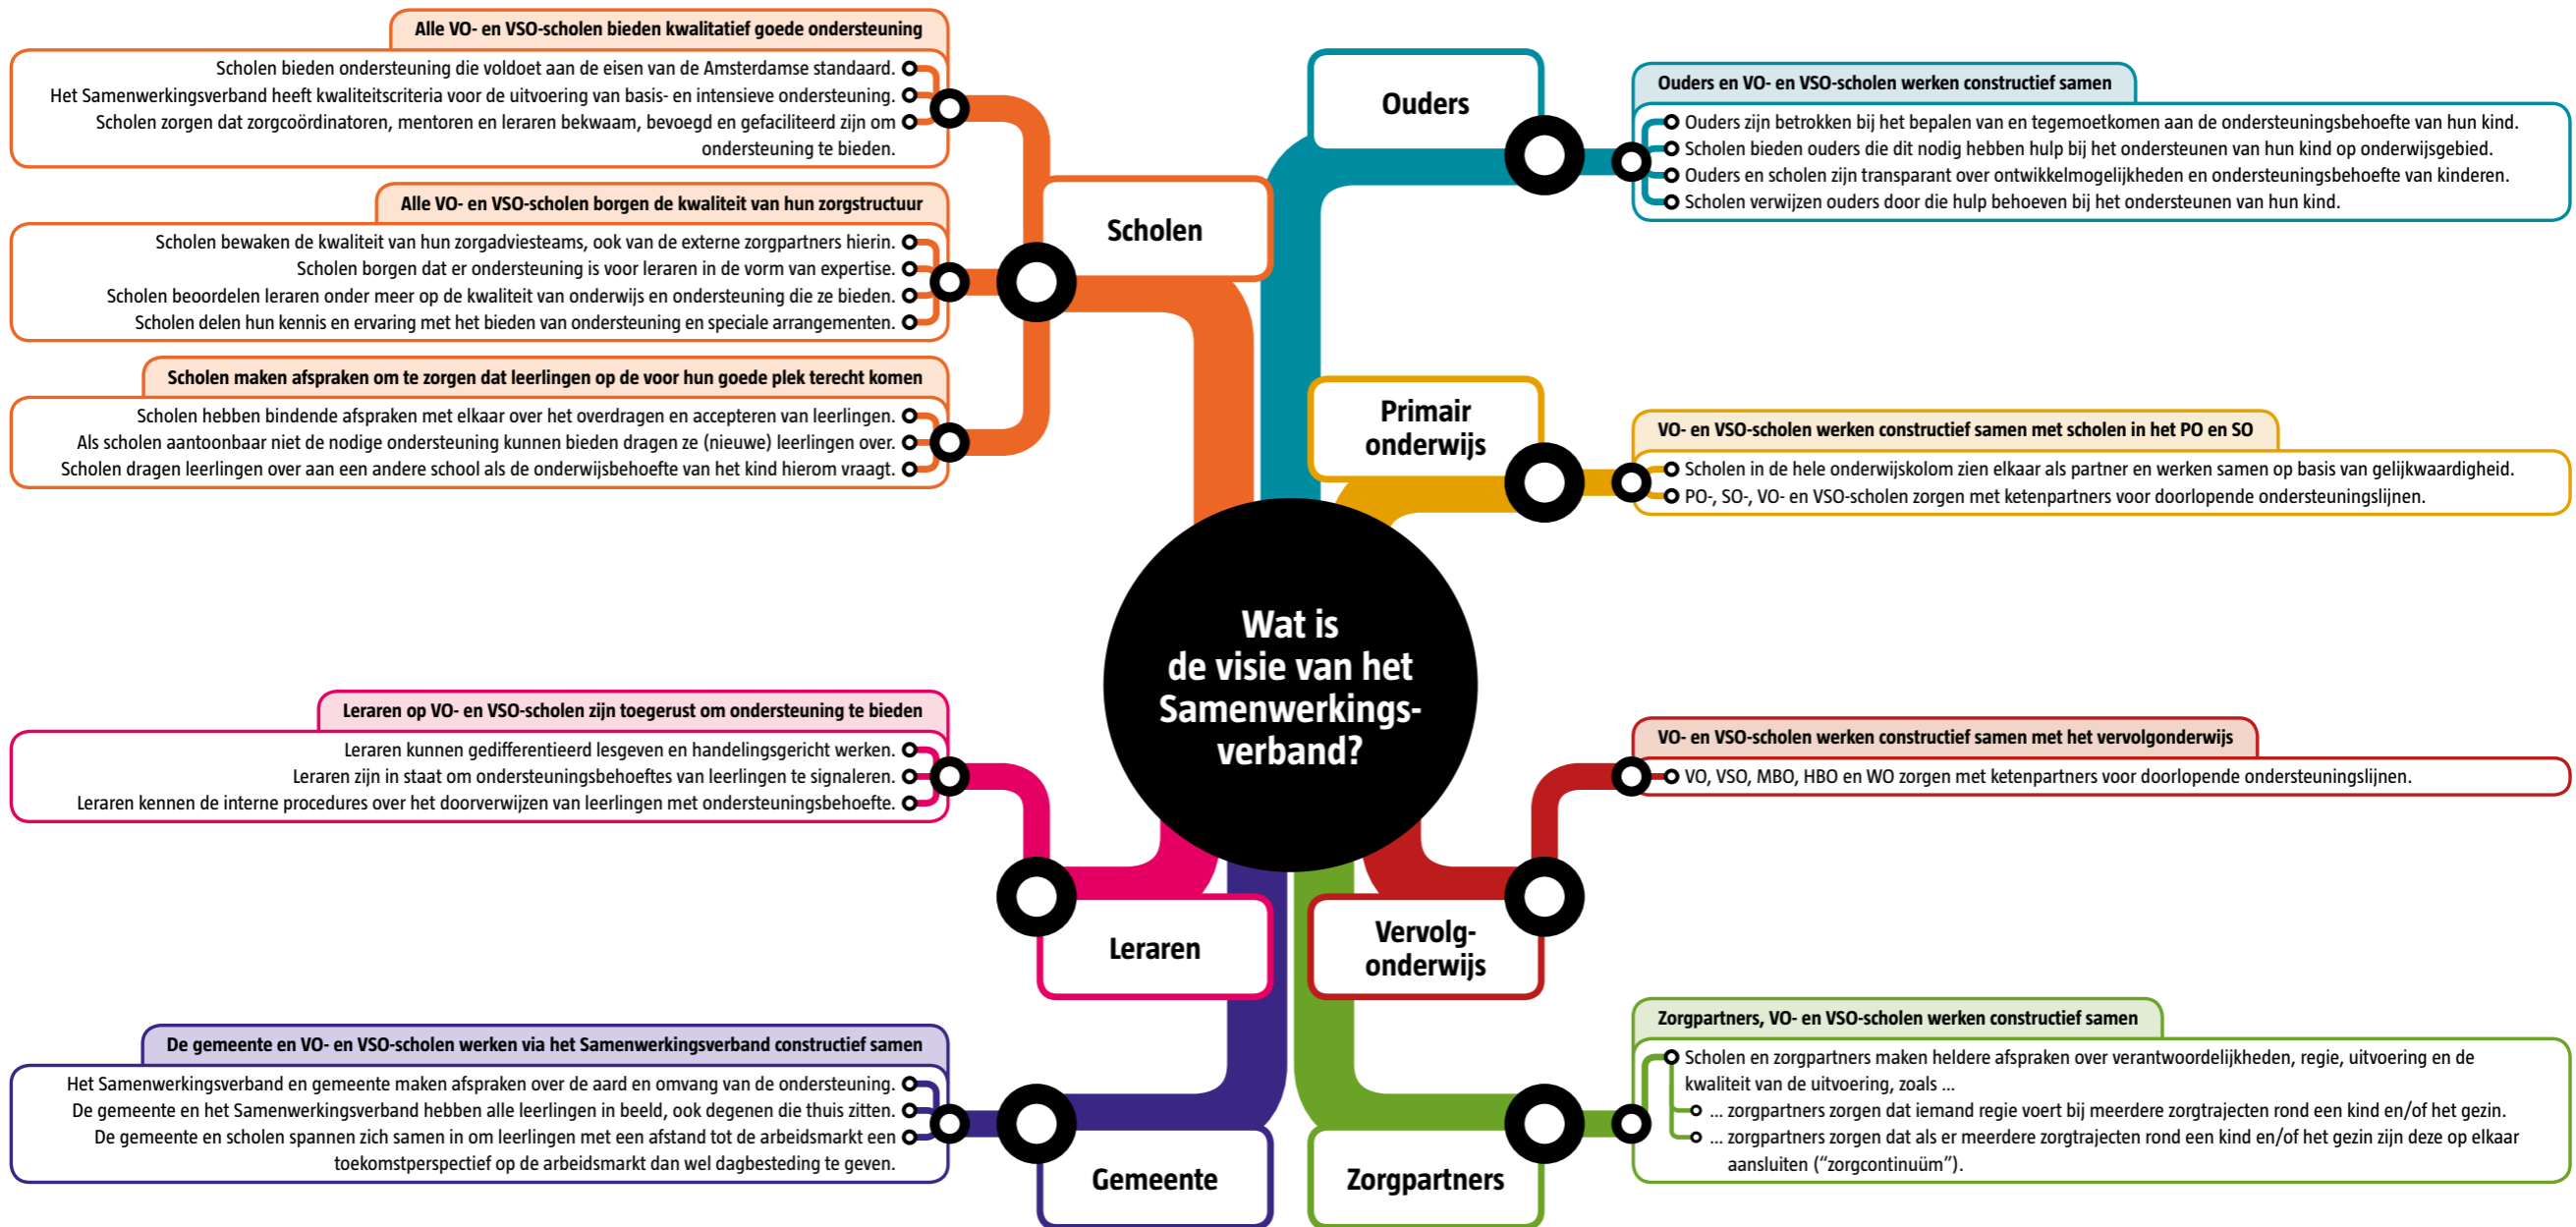 Alle VO- en VSO-scholen bieden kwalitatief goede ondersteuning
Scholen bieden ondersteuning die voldoet aan de eisen van de Amsterdamse standaard.
Het Samenwerkingsverband heeft kwaliteitscriteria voor de uitvoering van basis- en intensieve ondersteuning.
Scholen zorgen dat zorgcoördinatoren, mentoren en leraren bekwaam, bevoegd en gefaciliteerd zijn om
ondersteuning te bieden.
Alle VO- en VSO-scholen borgen de kwaliteit van hun zorgstructuur
Scholen bewaken de kwaliteit van hun zorgadviesteams, ook van de externe zorgpartners hierin.
Scholen borgen dat er ondersteuning is voor leraren in de vorm van expertise.
Scholen beoordelen leraren onder meer op de kwaliteit van onderwijs en ondersteuning die ze bieden.
Scholen delen hun kennis en ervaring met het bieden van ondersteuning en speciale arrangementen.
Scholen maken afspraken om te zorgen dat leerlingen op de voor hun goede plek terecht komen
Scholen hebben bindende afspraken met elkaar over het overdragen en accepteren van leerlingen.
Als scholen aantoonbaar niet de nodige ondersteuning kunnen bieden dragen ze (nieuwe) leerlingen over.
Scholen dragen leerlingen over aan een andere school als de onderwijsbehoefte van het kind hierom vraagt.
Scholen
Ouders
Ouders en VO- en VSO-scholen werken constructief samen
Ouders zijn betrokken bij het bepalen van en tegemoetkomen aan de ondersteuningsbehoefte van hun kind.
Scholen bieden ouders die dit nodig hebben hulp bij het ondersteunen van hun kind op onderwijsgebied.
Ouders en scholen zijn transparant over ontwikkelmogelijkheden en ondersteuningsbehoefte van kinderen.
Scholen verwijzen ouders door die hulp behoeven bij het ondersteunen van hun kind.
Primair
onderwijs
VO- en VSO-scholen werken constructief samen met scholen in het PO en SO
Scholen in de hele onderwijskolom zien elkaar als partner en werken samen op basis van gelijkwaardigheid.
PO-, SO-, VO- en VSO-scholen zorgen met ketenpartners voor doorlopende ondersteuningslijnen.
Wat is
de visie van het
Samenwerkings-
verband?
Leraren op VO- en VSO-scholen zijn toegerust om ondersteuning te bieden
Leraren kunnen gedifferentieerd lesgeven en handelingsgericht werken.
Leraren zijn in staat om ondersteuningsbehoeftes van leerlingen te signaleren.
Leraren kennen de interne procedures over het doorverwijzen van leerlingen met ondersteuningsbehoefte.
Leraren
VO- en VSO-scholen werken constructief samen met het vervolgonderwijs
VO, VSO, MBO, HBO en WO zorgen met ketenpartners voor doorlopende ondersteuningslijnen.
Vervolg-
onderwijs
De gemeente en VO- en VSO-scholen werken via het Samenwerkingsverband constructief samen
Het Samenwerkingsverband en gemeente maken afspraken over de aard en omvang van de ondersteuning.
De gemeente en het Samenwerkingsverband hebben alle leerlingen in beeld, ook degenen die thuis zitten.
De gemeente en scholen spannen zich samen in om leerlingen met een afstand tot de arbeidsmarkt een
toekomstperspectief op de arbeidsmarkt dan wel dagbesteding te geven.
Gemeente
Zorgpartners
Zorgpartners, VO- en VSO-scholen werken constructief samen
Scholen en zorgpartners maken heldere afspraken over verantwoordelijkheden, regie, uitvoering en de
kwaliteit van de uitvoering, zoals ...
... zorgpartners zorgen dat iemand regie voert bij meerdere zorgtrajecten rond een kind en/of het gezin.
... zorgpartners zorgen dat als er meerdere zorgtrajecten rond een kind en/of het gezin zijn deze op elkaar
aansluiten (“zorgcontinuüm”).